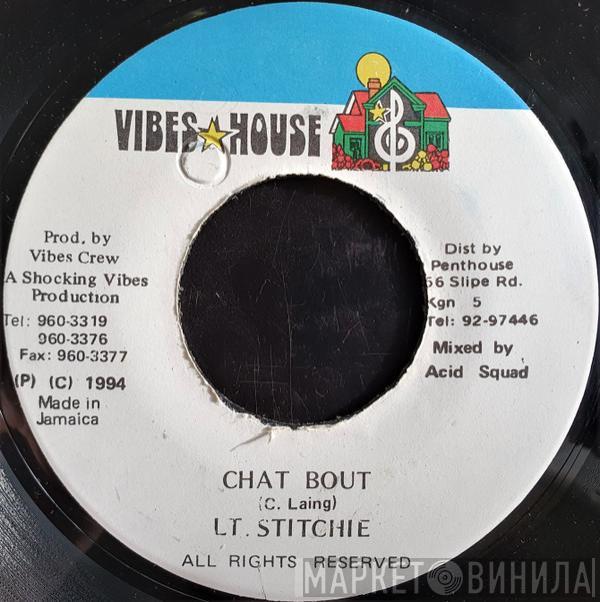 VIBES HOUSE
Prod. by
Vibes Crew
A Shocking Vibes
Production
Tel: 960-3319
960-3376
Fax: 960-3377
(P) (C) 1994
Made in
Jamaica
Dist by
Penthouse
56 Slipe Rd.
Kgn 5
Tel: 92-97446
Mixed by
Acid Squad
CHAT BOUT
(C. Laing)
LT. STITCHIE
ALL RIGHTS RESERVED
МАРКЕТ ВИНИЛА